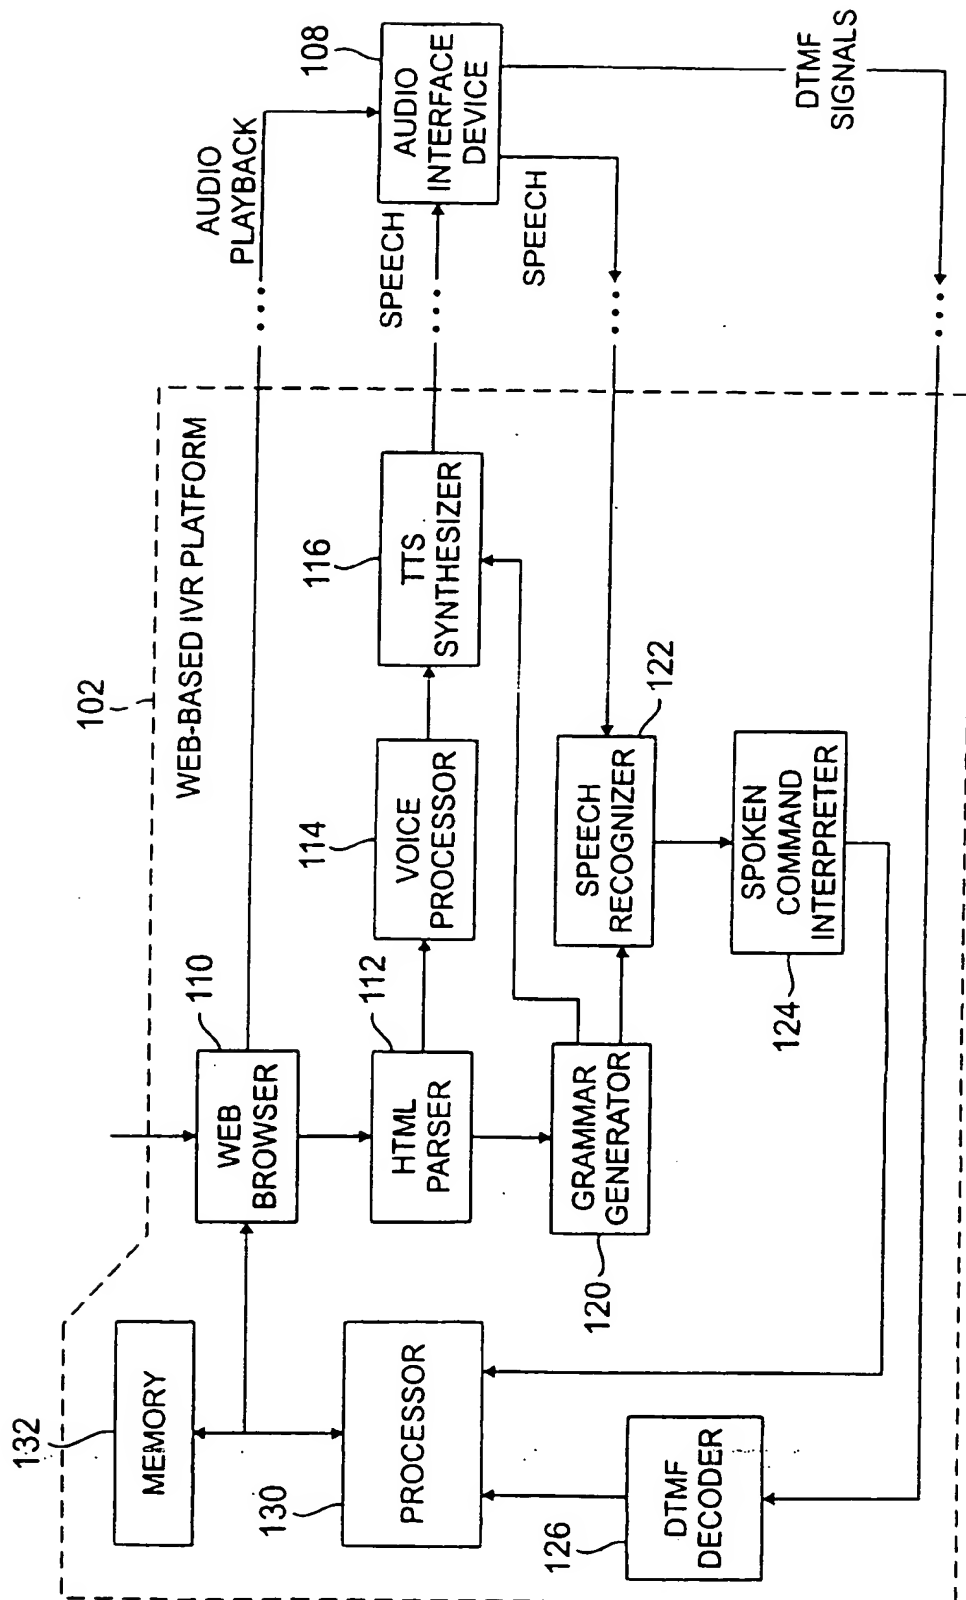 102
WEB-BASED IVR PLATFORM
132
MEMORY
110
WEB
BROWSER
AUDIO
PLAYBACK
108
AUDIO
INTERFACE
DEVICE
130
PROCESSOR
112
HTML
PARSER
114
VOICE
PROCESSOR
116
TTS
SYNTHESIZER
SPEECH
SPEECH
120
GRAMMAR
GENERATOR
SPEECH
RECOGNIZER
122
126
DTMF
DECODER
124
SPOKEN
COMMAND
INTERPRETER
DTMF
SIGNALS